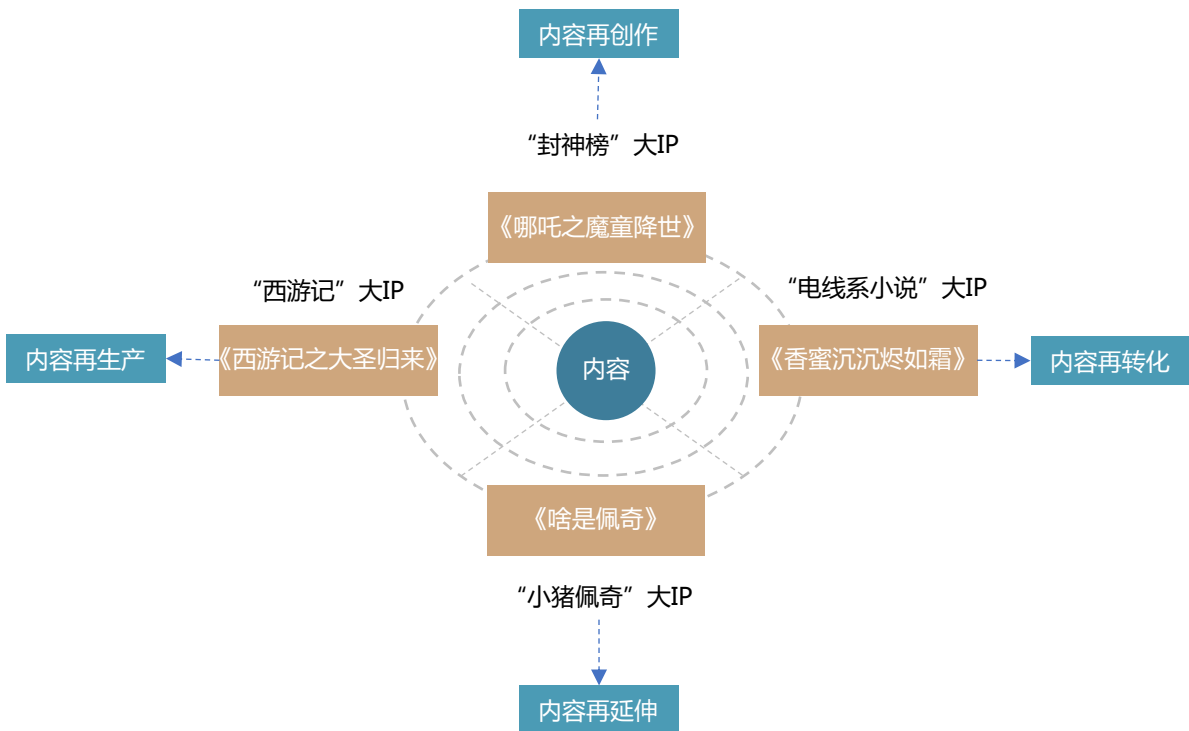 内容再创作
“封神榜”大IP
《哪吒之魔童降世》
“西游记”大IP
“电线系小说”大IP
内容再生产
《西游记之大圣归来》
内容
《香蜜沉沉烬如霜》
内容再转化
《啥是佩奇》
“小猪佩奇”大IP
内容再延伸